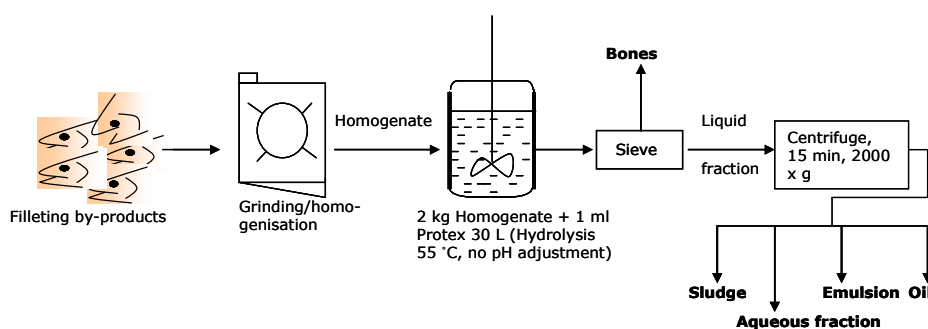 Filleting by-products
Grinding/homo-
genisation
Homogenate
2 kg Homogenate + 1 ml
Protex 30 L (Hydrolysis
55 ˚C, no pH adjustment)
Bones
Sieve
Liquid
fraction
Centrifuge,
15 min, 2000
x g
Sludge
Aqueous fraction
Emulsion
Oil